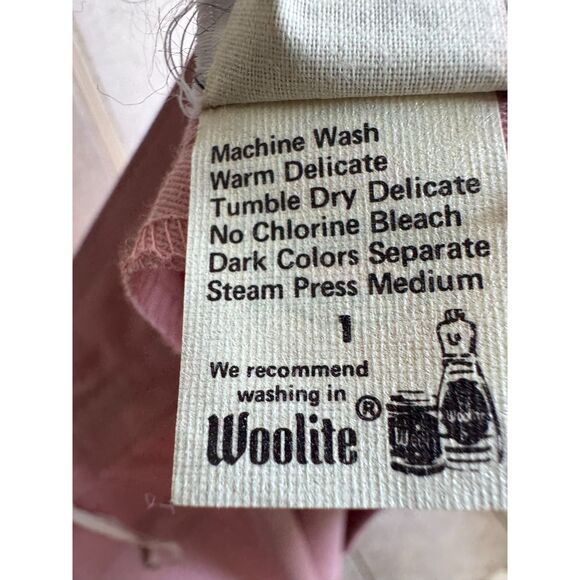 Machine Wash
Warm Delicate
Tumble Dry Delicate
No Chlorine Bleach
Dark Colors Separate
Steam Press Medium
1
We recommend
washing in
Woolite®
Woolite